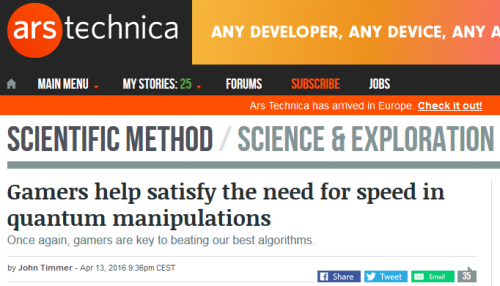 ars technica
ANY DEVELOPER, ANY DEVICE, ANY A
MAIN MENU MY STORIES: 25 FORUMS SUBSCRIBE JOBS
Ars Technica has arrived in Europe. Check it out!
SCIENTIFIC METHOD / SCIENCE & EXPLORATION
Gamers help satisfy the need for speed in
quantum manipulations
Once again, gamers are key to beating our best algorithms.
by John Timmer - Apr 13, 2016 9:36pm CEST
Share Tweet Email 35